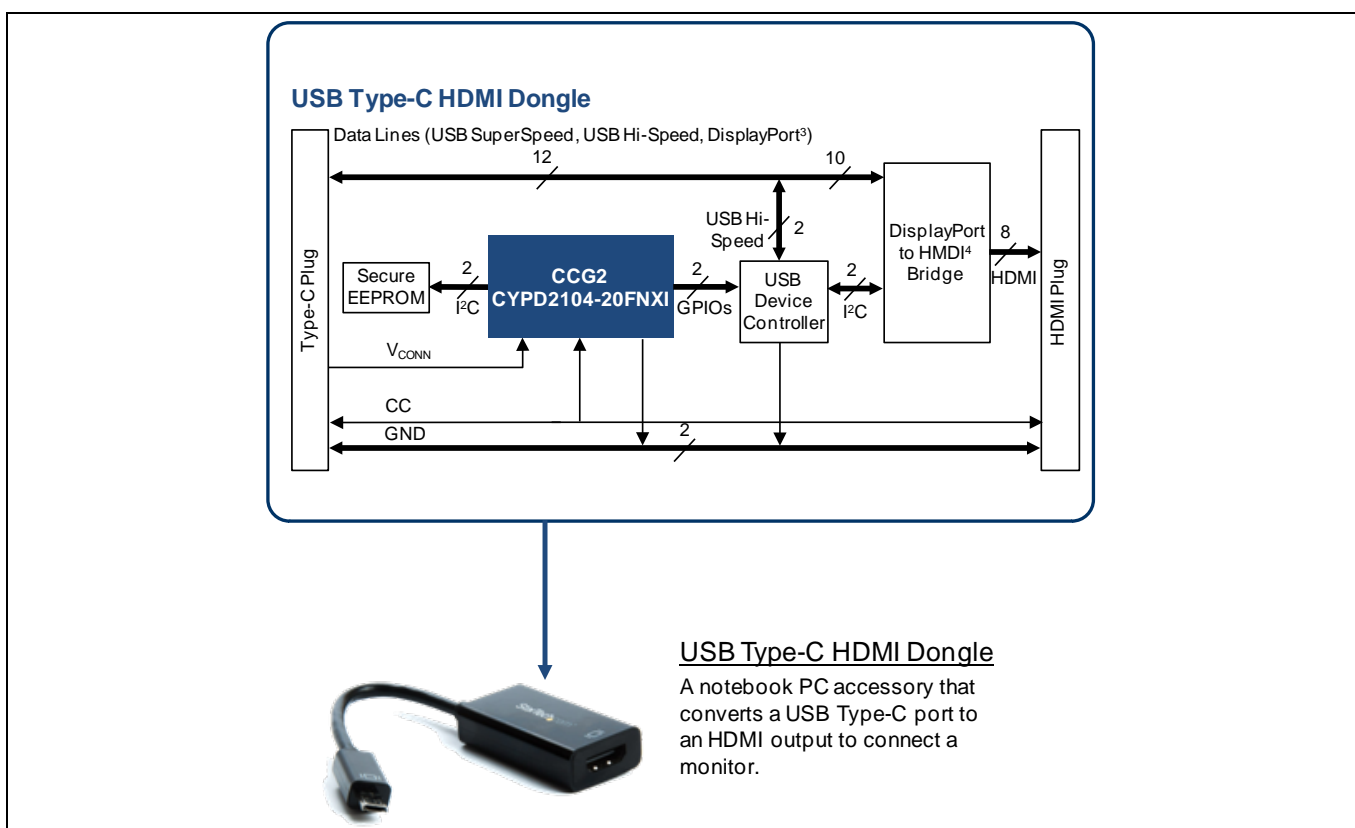 USB Type-C HDMI Dongle
Data Lines (USB SuperSpeed, USB Hi-Speed, DisplayPort³)
12
10
Type-C Plug
USB Hi-
Speed
2
DisplayPort
to HMDI⁴
Bridge
8
HDMI
HDMI Plug
Secure
EEPROM
2
I²C
CCG2
CYPD2104-20FNXI
2
GPIOs
USB
Device
Controller
2
I²C
VCONN
CC
GND
2
StarTech.com
USB Type-C HDMI Dongle
A notebook PC accessory that
converts a USB Type-C port to
an HDMI output to connect a
monitor.